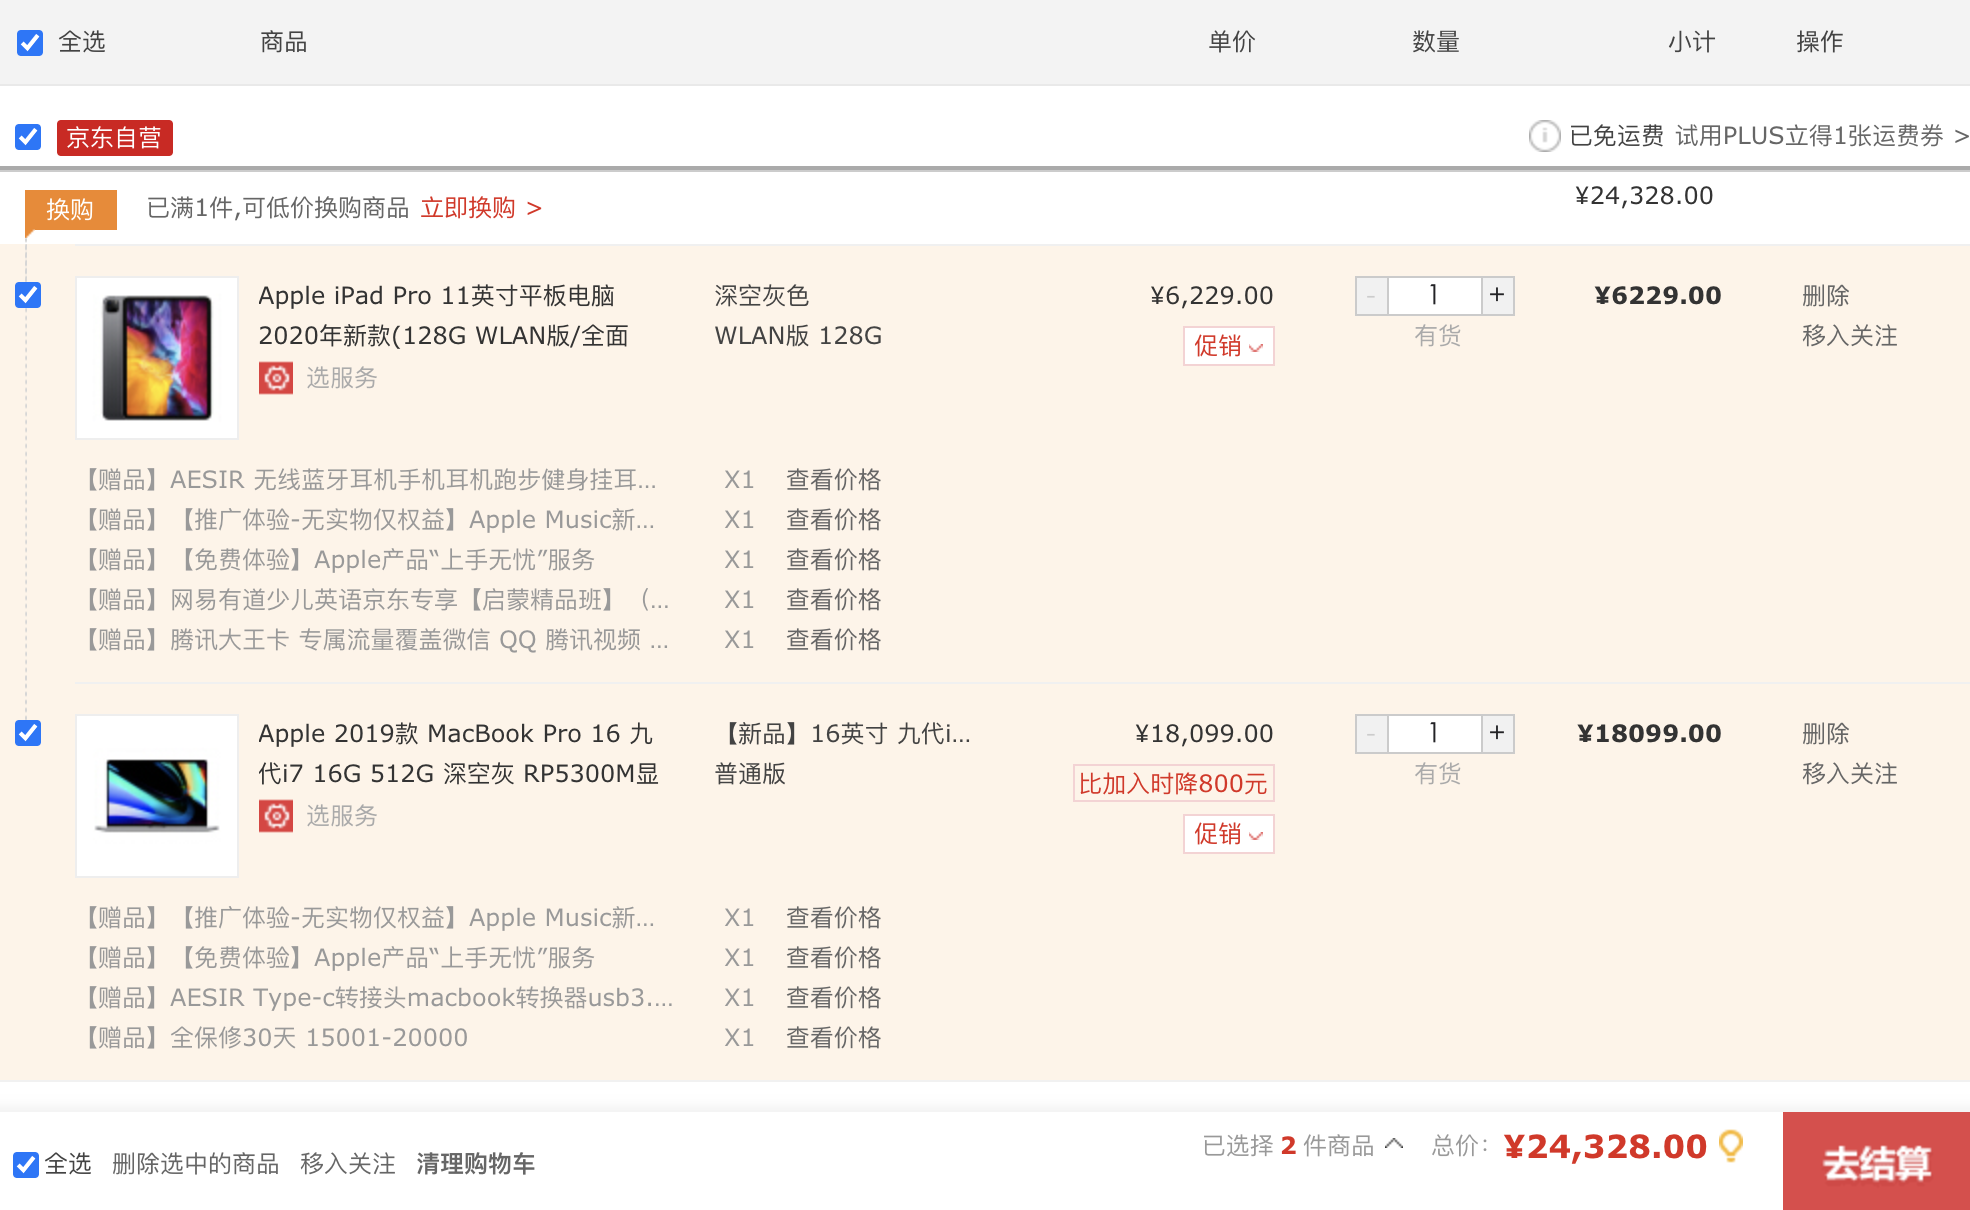 全选 商品 单价 数量 小计 操作
京东自营 已免运费 试用PLUS立得1张运费券 >
换购 已满1件,可低价换购商品 立即换购 > ¥24,328.00
Apple iPad Pro 11英寸平板电脑 深空灰色 ¥6,229.00 - 1 + ¥6229.00 删除
2020年新款(128G WLAN版/全面 WLAN版 128G 促销 有货 移入关注
选服务
【赠品】AESIR 无线蓝牙耳机手机耳机跑步健身挂耳... X1 查看价格
【赠品】【推广体验-无实物仅权益】Apple Music新... X1 查看价格
【赠品】【免费体验】Apple产品“上手无忧”服务 X1 查看价格
【赠品】网易有道少儿英语京东专享【启蒙精品班】（... X1 查看价格
【赠品】腾讯大王卡 专属流量覆盖微信 QQ 腾讯视频 ... X1 查看价格
Apple 2019款 MacBook Pro 16 九 【新品】16英寸 九代i... ¥18,099.00 - 1 + ¥18099.00 删除
代i7 16G 512G 深空灰 RP5300M显 普通版 比加入时降800元 有货 移入关注
选服务 促销
【赠品】【推广体验-无实物仅权益】Apple Music新... X1 查看价格
【赠品】【免费体验】Apple产品“上手无忧”服务 X1 查看价格
【赠品】AESIR Type-c转接头macbook转换器usb3.... X1 查看价格
【赠品】全保修30天 15001-20000 X1 查看价格
全选 删除选中的商品 移入关注 清理购物车 已选择 2 件商品 总价： ¥24,328.00 去结算